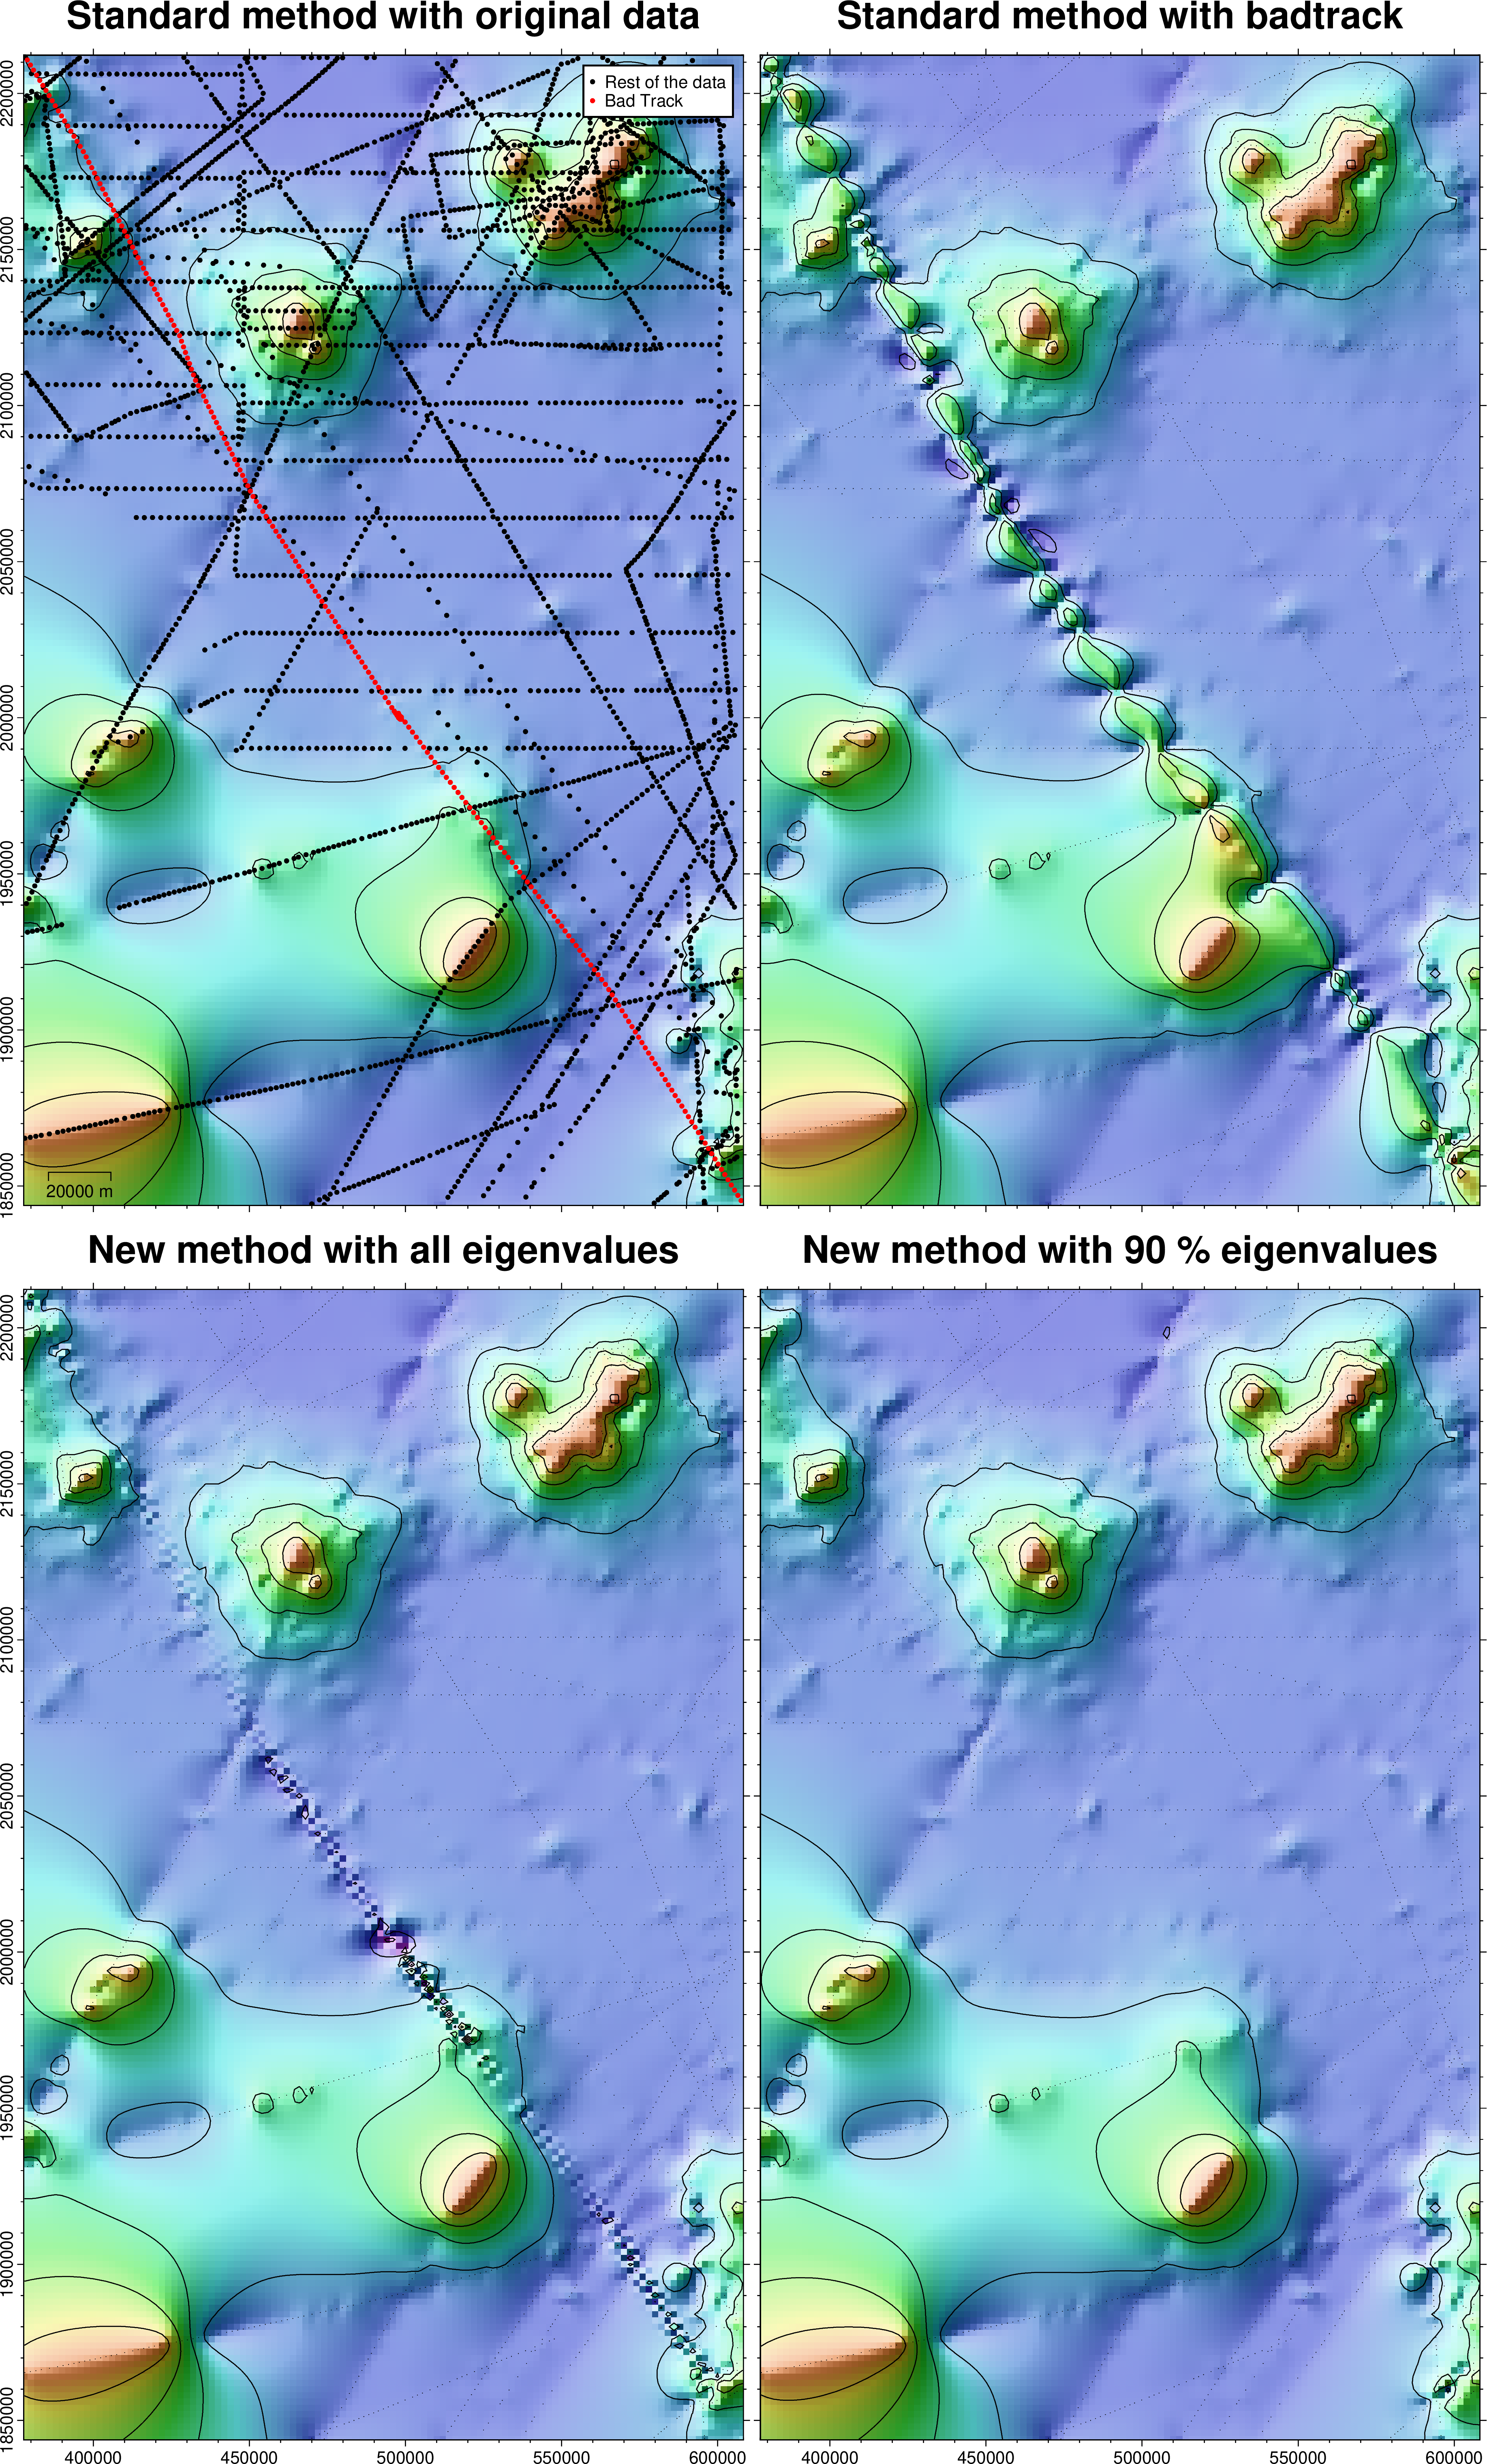 Standard method with original data
Standard method with badtrack
Rest of the data
Bad Track
2200000
2150000
2100000
2050000
2000000
1950000
1900000
1850000
20000 m
New method with all eigenvalues
New method with 90 % eigenvalues
2200000
2150000
2100000
2050000
2000000
1950000
1900000
1850000
400000 450000 500000 550000 600000
400000 450000 500000 550000 600000